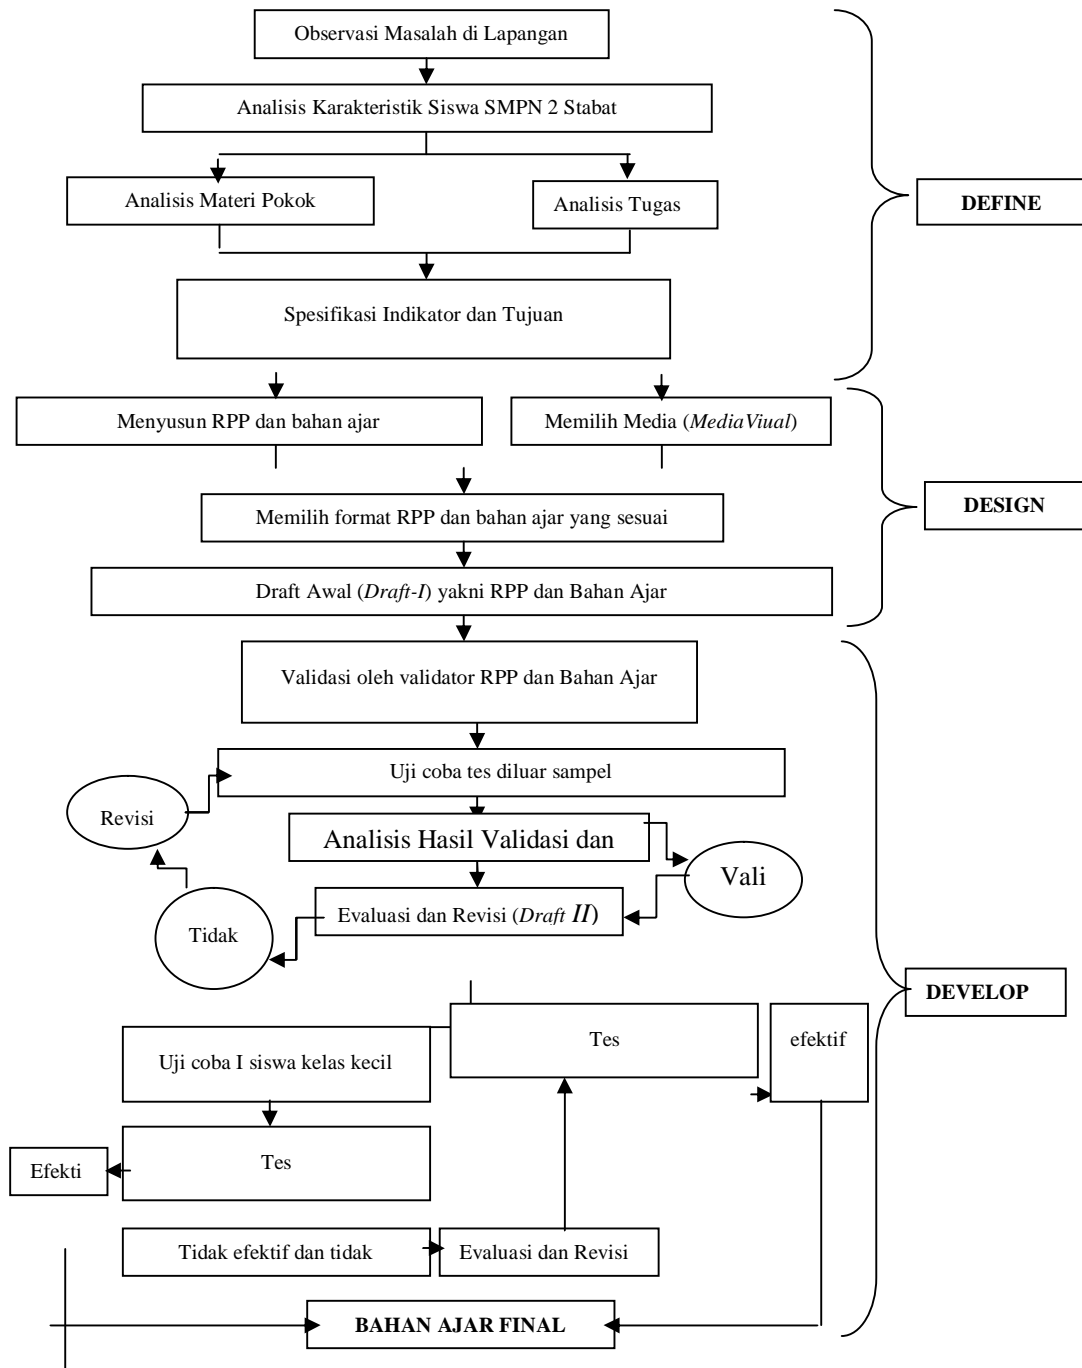 Observasi Masalah di Lapangan
Analisis Karakteristik Siswa SMPN 2 Stabat
Analisis Materi Pokok
Analisis Tugas
DEFINE
Spesifikasi Indikator dan Tujuan
Menyusun RPP dan bahan ajar
Memilih Media (MediaViual)
Memilih format RPP dan bahan ajar yang sesuai
DESIGN
Draft Awal (Draft-I) yakni RPP dan Bahan Ajar
Validasi oleh validator RPP dan Bahan Ajar
Uji coba tes diluar sampel
Revisi
Analisis Hasil Validasi dan
Vali
Evaluasi dan Revisi (Draft II)
Tidak
DEVELOP
Tes
efektif
Uji coba I siswa kelas kecil
Tes
Efekti
Tidak efektif dan tidak
Evaluasi dan Revisi
BAHAN AJAR FINAL